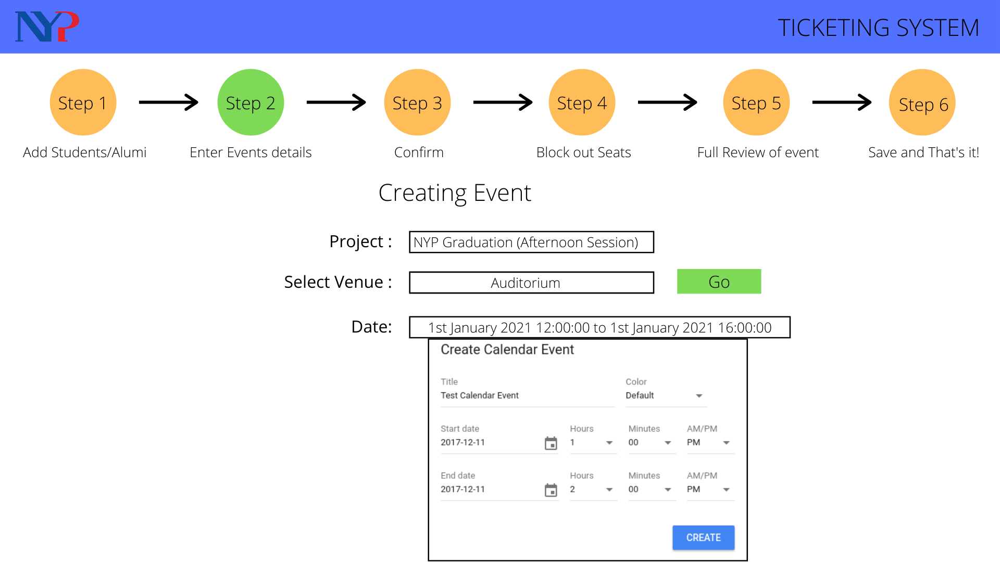 NYP
TICKETING SYSTEM
Step 1
Step 2
Step 3
Step 4
Step 5
Step 6
Add Students/Alumi
Enter Events details
Confirm
Block out Seats
Full Review of event
Save and That's it!
Creating Event
Project : NYP Graduation (Afternoon Session)
Select Venue : Auditorium Go
Date: 1st January 2021 12:00:00 to 1st January 2021 16:00:00
Create Calendar Event
Title Color
Test Calendar Event Default
Start date Hours Minutes AM/PM
2017-12-11 1 00 PM
End date Hours Minutes AM/PM
2017-12-11 2 00 PM
CREATE